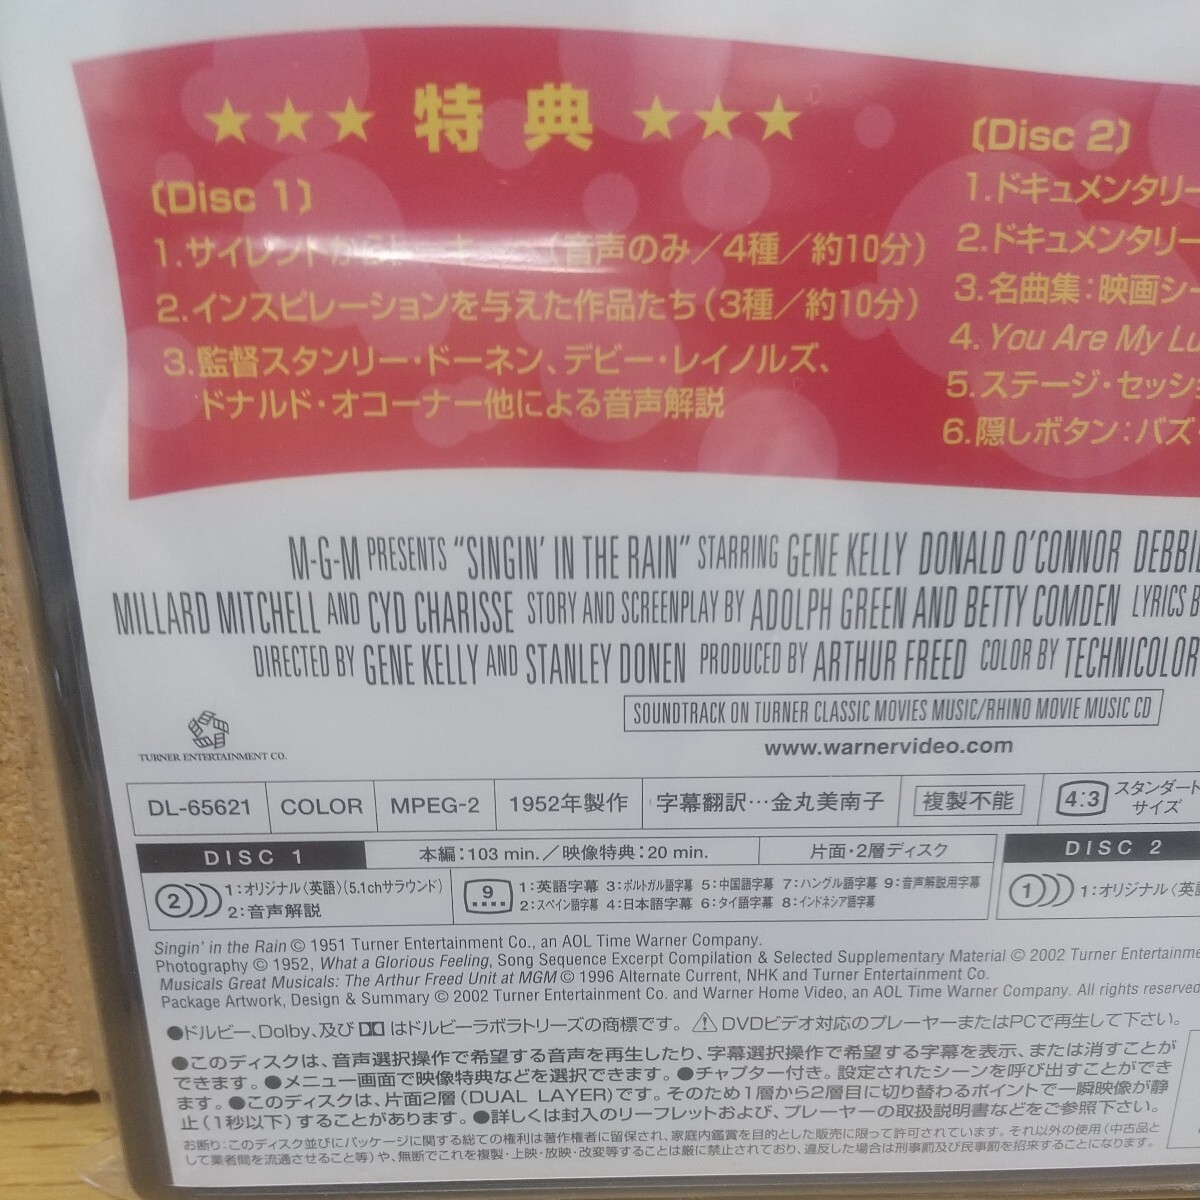 ★★★ 特典 ★★★
〔Disc 1〕
1.サイレントから （音声のみ／4種／約10分）
2.インスピレーションを与えた作品たち（3種／約10分）
3.監督スタンリー・ドーネン、デビー・レイノルズ、
ドナルド・オコーナー他による音声解説
〔Disc 2〕
1.ドキュメンタリー
2.ドキュメンタリー
3.名曲集：映画シー
4.You Are My Lu
5.ステージ・セッショ
6.隠しボタン：バズ・
M-G-M PRESENTS "SINGIN' IN THE RAIN" STARRING GENE KELLY DONALD O'CONNOR DEBBIE
MILLARD MITCHELL AND CYD CHARISSE STORY AND SCREENPLAY BY ADOLPH GREEN AND BETTY COMDEN LYRICS B
DIRECTED BY GENE KELLY AND STANLEY DONEN PRODUCED BY ARTHUR FREED COLOR BY TECHNICOLOR
SOUNDTRACK ON TURNER CLASSIC MOVIES MUSIC/RHINO MOVIE MUSIC CD
www.warnervideo.com
TURNER ENTERTAINMENT CO.
DL-65621 COLOR MPEG-2 1952年製作 字幕翻訳…金丸美南子 複製不能 4:3 スタンダード
サイズ
DISC 1 本編：103 min.／映像特典：20 min. 片面・2層ディスク
2 1：オリジナル〈英語〉（5.1chサラウンド）
2：音声解説
9 1：英語字幕 3：ポルトガル語字幕 5：中国語字幕 7：ハングル語字幕 9：音声解説用字幕
2：スペイン語字幕 4：日本語字幕 6：タイ語字幕 8：インドネシア語字幕
DISC 2
1 1：オリジナル〈英語
Singin' in the Rain © 1951 Turner Entertainment Co., an AOL Time Warner Company.
Photography © 1952, What a Glorious Feeling, Song Sequence Excerpt Compilation & Selected Supplementary Material © 2002 Turner Entertainme
Musicals Great Musicals: The Arthur Freed Unit at MGM © 1996 Alternate Current, NHK and Turner Entertainment Co.
Package Artwork, Design & Summary © 2002 Turner Entertainment Co. and Warner Home Video, an AOL Time Warner Company. All rights reserved
●ドルビー、Dolby、及び はドルビーラボラトリーズの商標です。 ⚠DVDビデオ対応のプレーヤーまたはPCで再生して下さい。
●このディスクは、音声選択操作で希望する音声を再生したり、字幕選択操作で希望する字幕を表示、または消すことが
できます。●メニュー画面で映像特典などを選択できます。●チャプター付き。設定されたシーンを呼び出すことができ
ます。●このディスクは、片面2層（DUAL LAYER）です。そのため1層から2層目に切り替わるポイントで一瞬映像が静
止（1秒以下）することがあります。●詳しくは封入のリーフレットおよび、プレーヤーの取扱説明書などをご参照下さい。
お断り：このディスク並びにパッケージに関する総ての権利は著作権者に留保され、家庭内鑑賞を目的とした販売に限って許可されています。それ以外の使用（中古品と
して業者間を流通させること等）や、無断でこれを複製・上映・放映・改変等することは厳に禁止されており、違反した場合は刑事罰及び民事罰を招来することになります。